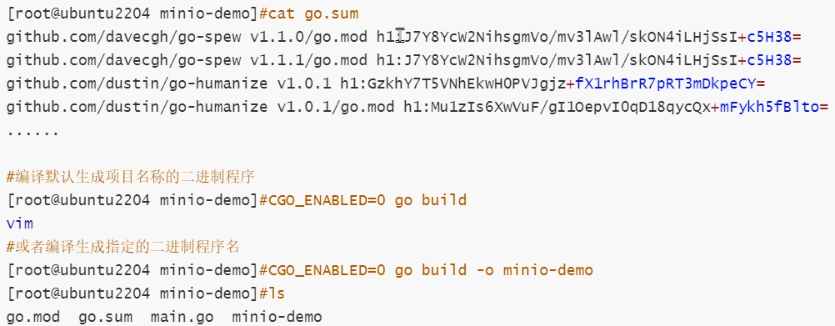 [root@ubuntu2204 minio-demo]#cat go.sum
github.com/davecgh/go-spew v1.1.0/go.mod h1:J7Y8YcW2NihsgmVo/mv3lAwl/skON4iLHjSsI+c5H38=
github.com/davecgh/go-spew v1.1.1/go.mod h1:J7Y8YcW2NihsgmVo/mv3lAwl/skON4iLHjSsI+c5H38=
github.com/dustin/go-humanize v1.0.1 h1:GzkhY7T5VNhEkwH0PVJgjz+fX1rhBrR7pRT3mDkpeCY=
github.com/dustin/go-humanize v1.0.1/go.mod h1:Mu1zIs6XwVuF/gI1OepvI0qD18qycQx+mFykh5fBlto=
......
#编译默认生成项目名称的二进制程序
[root@ubuntu2204 minio-demo]#CGO_ENABLED=0 go build
vim
#或者编译生成指定的二进制程序名
[root@ubuntu2204 minio-demo]#CGO_ENABLED=0 go build -o minio-demo
[root@ubuntu2204 minio-demo]#ls
go.mod  go.sum  main.go  minio-demo